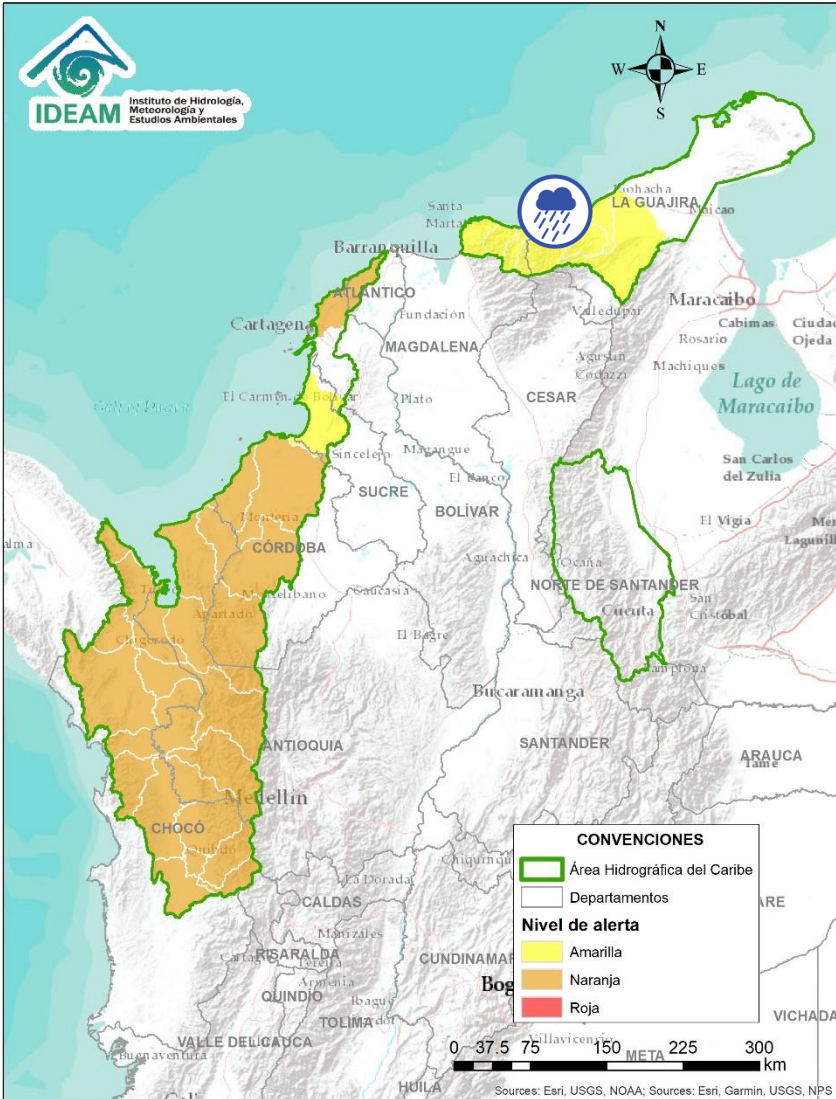 N
W
E
S
IDEAM
Instituto de Hidrología,
Meteorología y
Estudios Ambientales
Riohacha
LA GUAJIRA
Maicao
Santa
Marta
Barranquilla
ATLÁNTICO
Maracaibo
Cartagena
Fundación
Valledupar
Cabimas
Ciudad
Ojeda
Rosario
MAGDALENA
Agustín
Codazzi
Machiques
Lago de
Maracaibo
El Carmen de Bolívar
Plato
CESAR
Sincelejo
Magangue
San Carlos
del Zulia
El Banco
SUCRE
BOLÍVAR
Montería
El Vigía
CÓRDOBA
Aguachica
Ocaña
NORTE DE SANTANDER
Caucasia
San
Cristóbal
Apartado
Cúcuta
El Bagre
Chigorodó
Pamplona
Bucaramanga
ANTIOQUIA
SANTANDER
ARAUCA
Tame
Medellín
CHOCÓ
Quibdó
La Dorada
CALDAS
Manizales
RISARALDA
Pereira
Armenia
QUINDÍO
Ibagué
TOLIMA
VALLE DEL CAUCA
Buenaventura
HUILA
Villavicencio
META
VICHADA
CONVENCIONES
Área Hidrográfica del Caribe
Departamentos
Nivel de alerta
Amarilla
Naranja
Roja
0 37.5 75 150 225 300
km
Sources: Esri, USGS, NOAA; Sources: Esri, Garmin, USGS, NPS